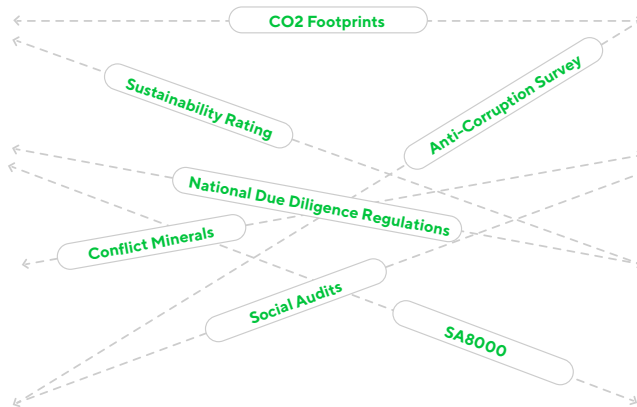 CO2 Footprints
Sustainability Rating
Anti-Corruption Survey
National Due Diligence Regulations
Conflict Minerals
Social Audits
SA8000